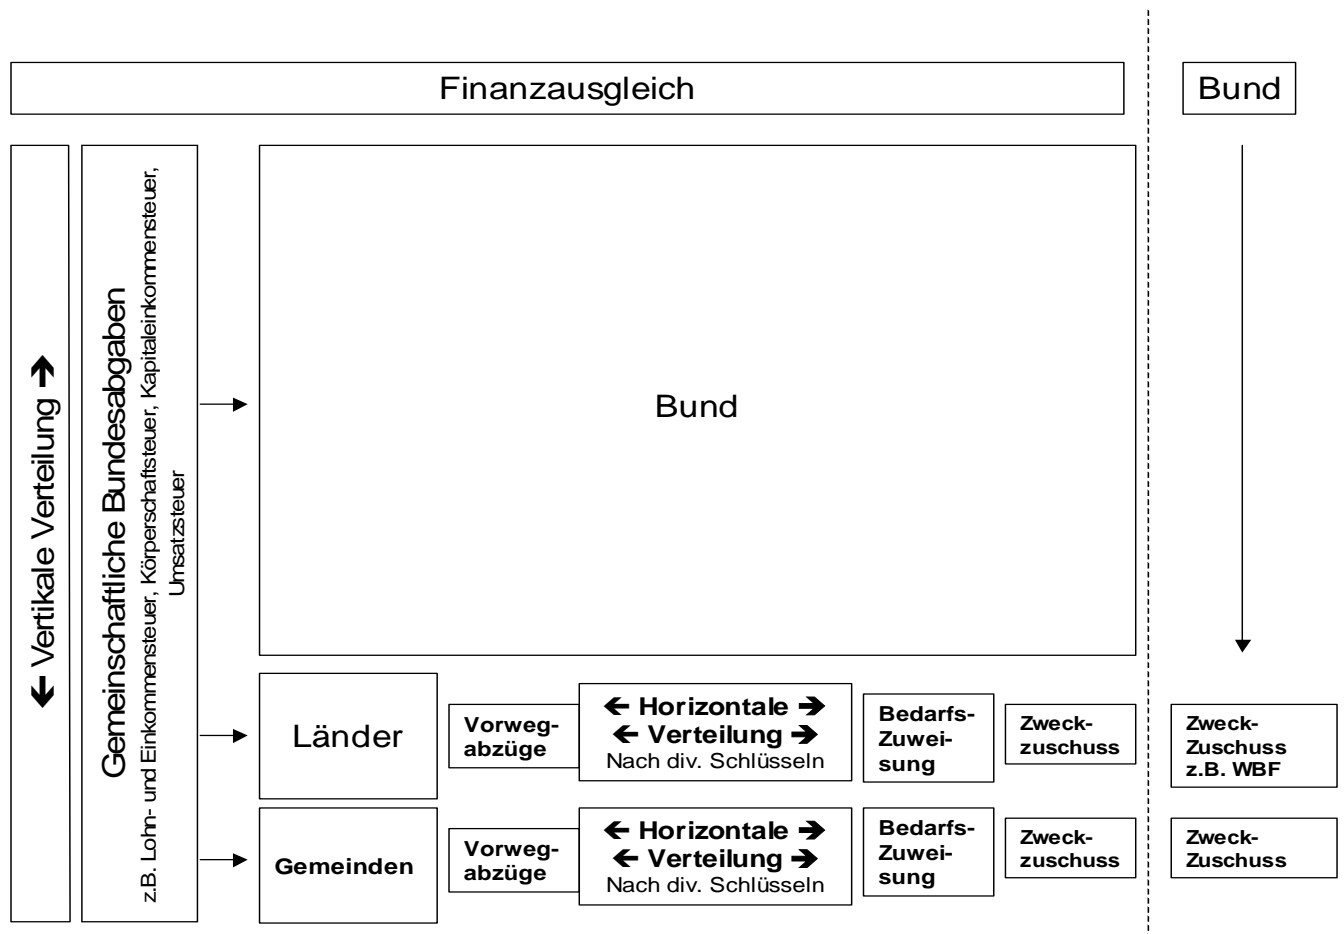 Finanzausgleich
Bund
← Vertikale Verteilung →
Gemeinschaftliche Bundesabgaben
z.B. Lohn- und Einkommensteuer, Körperschaftsteuer, Kapitaleinkommensteuer,
Umsatzsteuer
Bund
Länder
Vorweg-
abzüge
← Horizontale →
← Verteilung →
Nach div. Schlüsseln
Bedarfs-
Zuwei-
sung
Zweck-
zuschuss
Zweck-
Zuschuss
z.B. WBF
Gemeinden
Vorweg-
abzüge
← Horizontale →
← Verteilung →
Nach div. Schlüsseln
Bedarfs-
Zuwei-
sung
Zweck-
zuschuss
Zweck-
Zuschuss